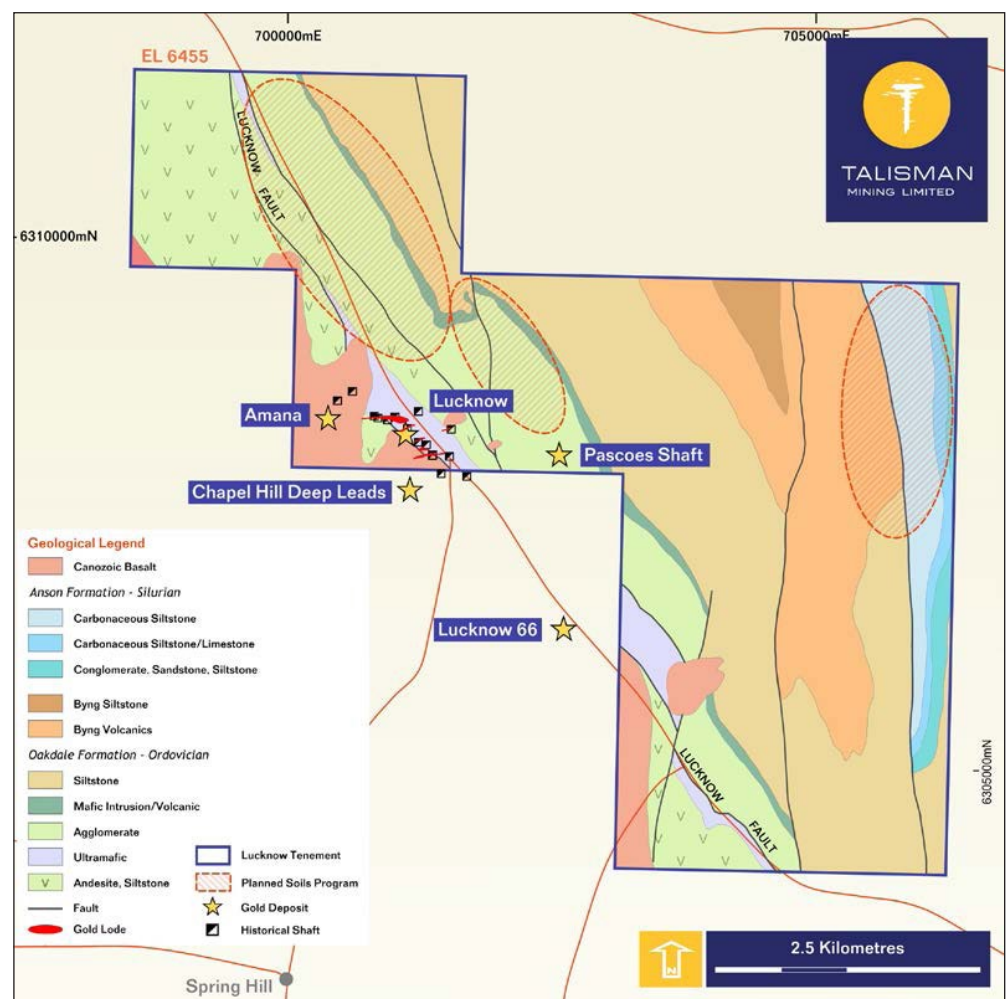 700000mE
705000mE
EL 6455
TALISMAN
MINING LIMITED
LUCKNOW
FAULT
6310000mN
Lucknow
Amana
Pascoes Shaft
Chapel Hill Deep Leads
Lucknow 66
LUCKNOW
FAULT
6305000mN
Geological Legend
Canozoic Basalt
Anson Formation - Silurian
Carbonaceous Siltstone
Carbonaceous Siltstone/Limestone
Conglomerate, Sandstone, Siltstone
Byng Siltstone
Byng Volcanics
Oakdale Formation - Ordovician
Siltstone
Mafic Intrusion/Volcanic
Agglomerate
Ultramafic
V Andesite, Siltstone
Fault
Gold Lode
Lucknow Tenement
Planned Soils Program
Gold Deposit
Historical Shaft
N
2.5 Kilometres
Spring Hill